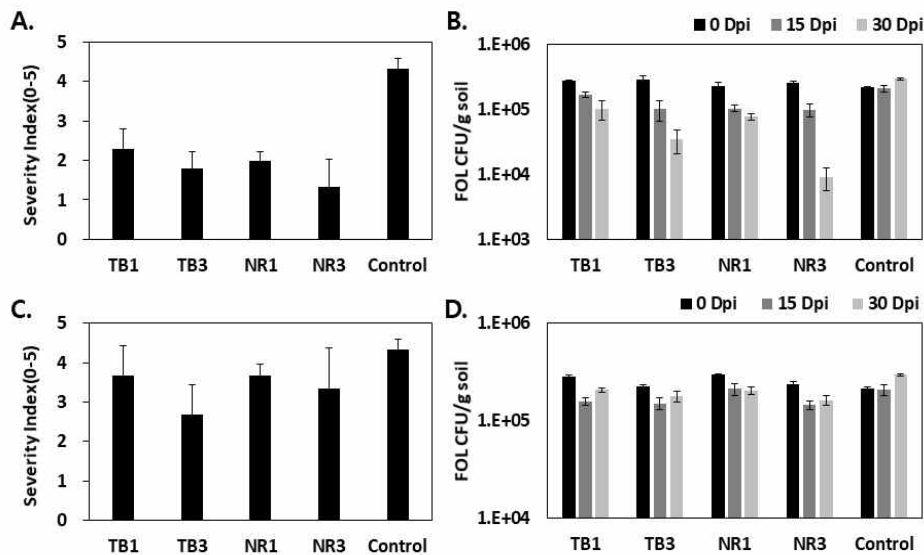 A.
Severity Index(0-5)
5
4
3
2
1
0
TB1 TB3 NR1 NR3 Control
B.
0 Dpi 15 Dpi 30 Dpi
FOL CFU/g soil
1.E+06
1.E+05
1.E+04
1.E+03
TB1 TB3 NR1 NR3 Control
C.
Severity Index(0-5)
5
4
3
2
1
0
TB1 TB3 NR1 NR3 Control
D.
0 Dpi 15 Dpi 30 Dpi
FOL CFU/g soil
1.E+06
1.E+05
1.E+04
TB1 TB3 NR1 NR3 Control